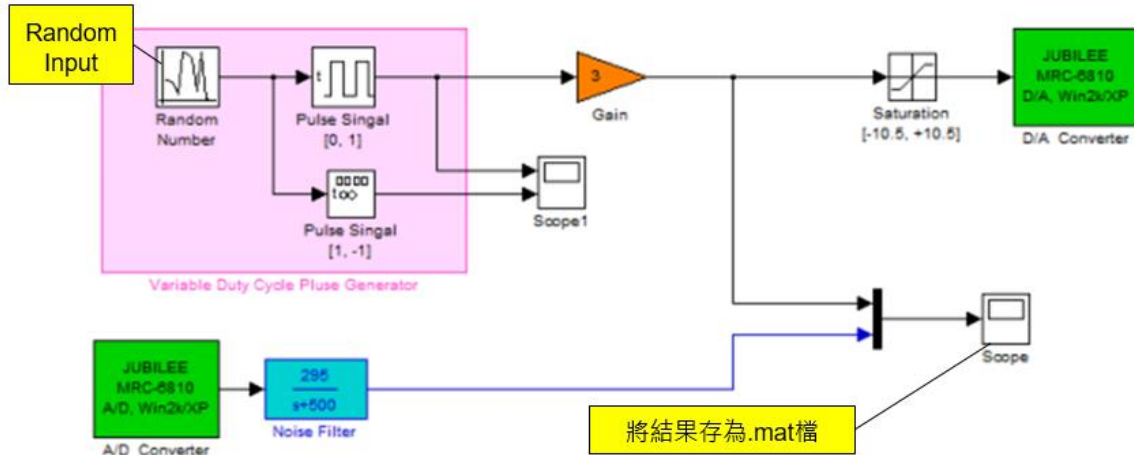 Random
Input
Random
Number
t
Pulse Singal
[0, 1]
t
Pulse Singal
[1, -1]
Scope1
Variable Duty Cycle Pluse Generator
3
Gain
Saturation
[-10.5, +10.5]
JUBILEE
MRC-6810
D/A, Win2k/XP
D/A Converter
JUBILEE
MRC-6810
A/D, Win2k/XP
A/D Converter
295
s+500
Noise Filter
Scope
將結果存為.mat檔